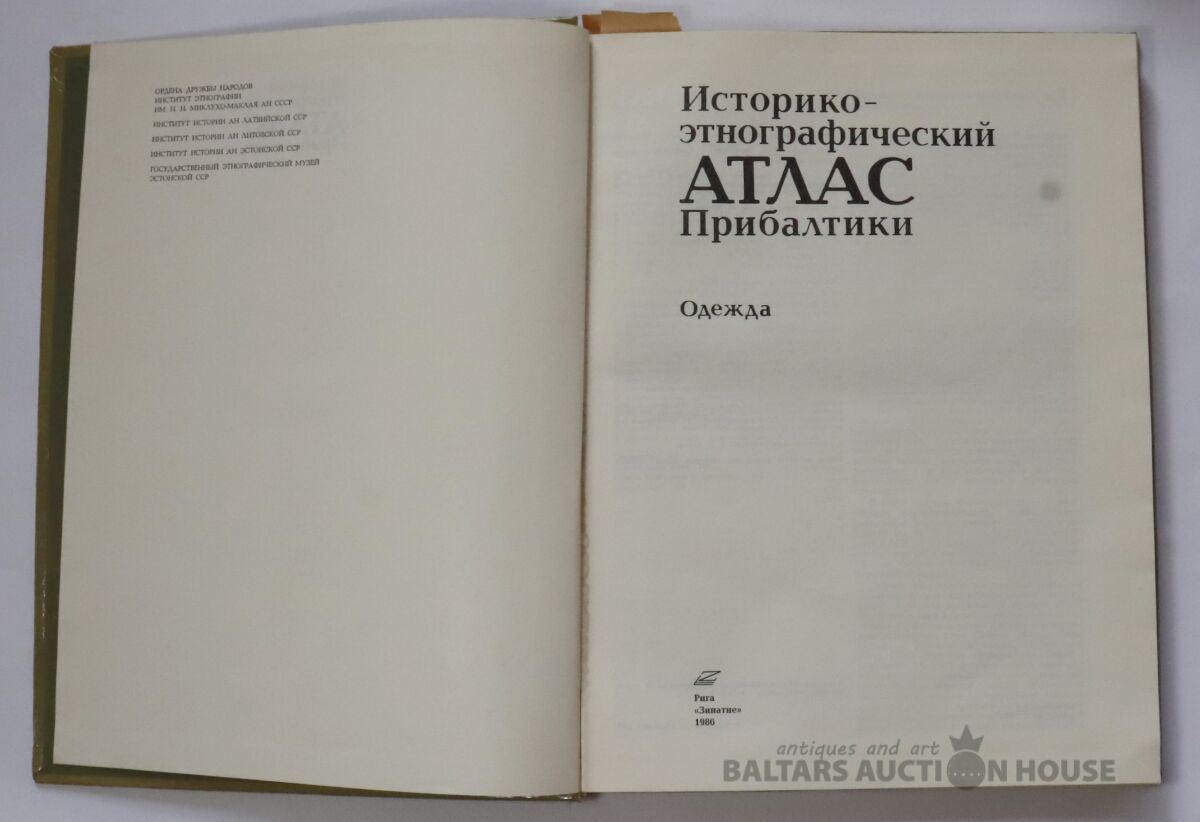 ОРДЕНА ДРУЖБЫ НАРОДОВ
ИНСТИТУТ ЭТНОГРАФИИ
ИМ. Н. Н. МИКЛУХО-МАКЛАЯ АН СССР
ИНСТИТУТ ИСТОРИИ АН ЛАТВИЙСКОЙ ССР
ИНСТИТУТ ИСТОРИИ АН ЛИТОВСКОЙ ССР
ИНСТИТУТ ИСТОРИИ АН ЭСТОНСКОЙ ССР
ГОСУДАРСТВЕННЫЙ ЭТНОГРАФИЧЕСКИЙ МУЗЕЙ
ЭСТОНСКОЙ ССР
Историко-
этнографический
АТЛАС
Прибалтики
Одежда
Рига
«Зинатне»
1986
antiques and art
BALTARS AUCTION HOUSE